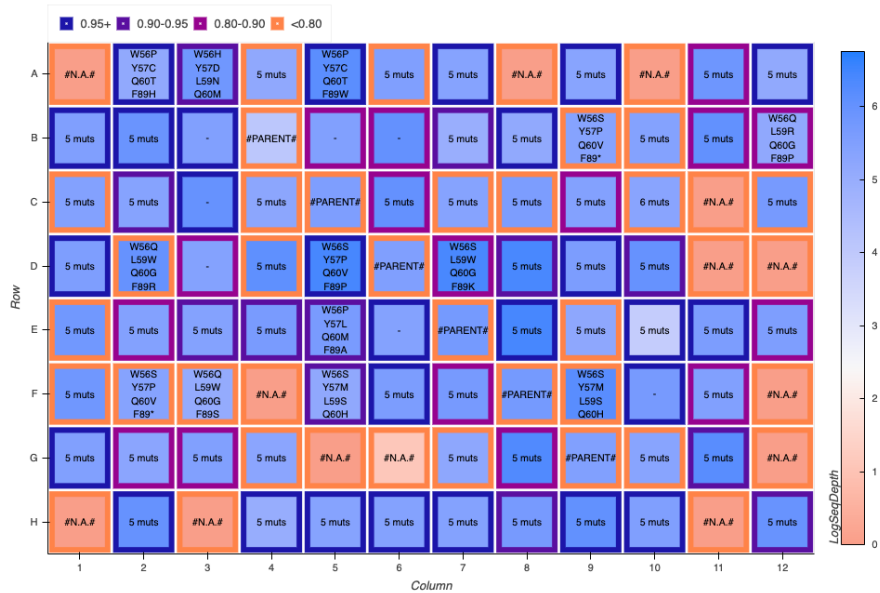 0.95+ 0.90-0.95 0.80-0.90 <0.80
A #N.A.# W56P Y57C Q60T F89H W56H Y57D L59N Q60M 5 muts W56P Y57C Q60T F89W 5 muts 5 muts #N.A.# 5 muts #N.A.# 5 muts 5 muts
B 5 muts 5 muts - #PARENT# - - 5 muts 5 muts W56S Y57P Q60V F89* 5 muts 5 muts W56Q L59R Q60G F89P
C 5 muts 5 muts - 5 muts #PARENT# 5 muts 5 muts 5 muts 5 muts 6 muts #N.A.# 5 muts
D 5 muts W56Q L59W Q60G F89R - 5 muts W56S Y57P Q60V F89P #PARENT# W56S L59W Q60G F89K 5 muts 5 muts 5 muts #N.A.# #N.A.#
E 5 muts 5 muts 5 muts 5 muts W56P Y57L Q60M F89A - #PARENT# 5 muts 5 muts 5 muts 5 muts 5 muts
F 5 muts W56S Y57P Q60V F89* W56Q L59W Q60G F89S #N.A.# W56S Y57M L59S Q60H 5 muts 5 muts #PARENT# W56S Y57M L59S Q60H - 5 muts #N.A.#
G 5 muts 5 muts 5 muts 5 muts #N.A.# #N.A.# 5 muts 5 muts #PARENT# 5 muts 5 muts #N.A.#
H #N.A.# 5 muts #N.A.# 5 muts 5 muts 5 muts 5 muts 5 muts 5 muts 5 muts #N.A.# 5 muts
1 2 3 4 5 6 7 8 9 10 11 12
Column
Row
6
5
4
3
2
1
0
LogSeqDepth